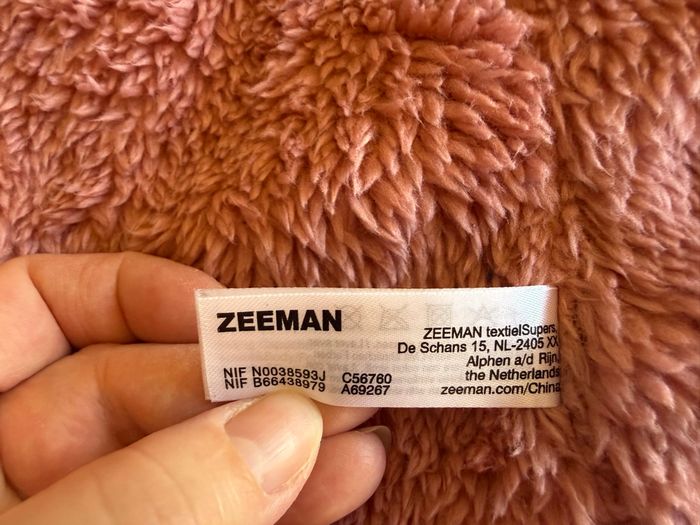 ZEEMAN
ZEEMAN textielSupers,
De Schans 15, NL-2405 XX
Alphen a/d Rijn,
the Netherlands
zeeman.com/China
NIF N0038593J C56760
NIF B66438979 A69267